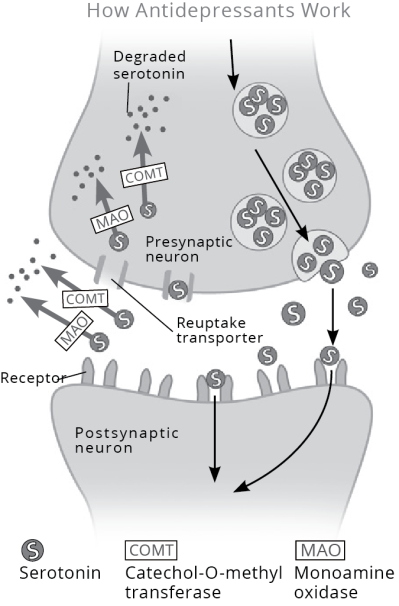 How Antidepressants Work
Degraded
serotonin
S
S
S
S
COMT
S
S
S
S
MAO
S
S
S
S
S
S
Presynaptic
neuron
S
S
S
S
S
S
COMT
S
S
MAO
Reuptake
transporter
S
S
S
Receptor
S
Postsynaptic
neuron
S
COMT
MAO
Serotonin
Catechol-O-methyl
transferase
Monoamine
oxidase